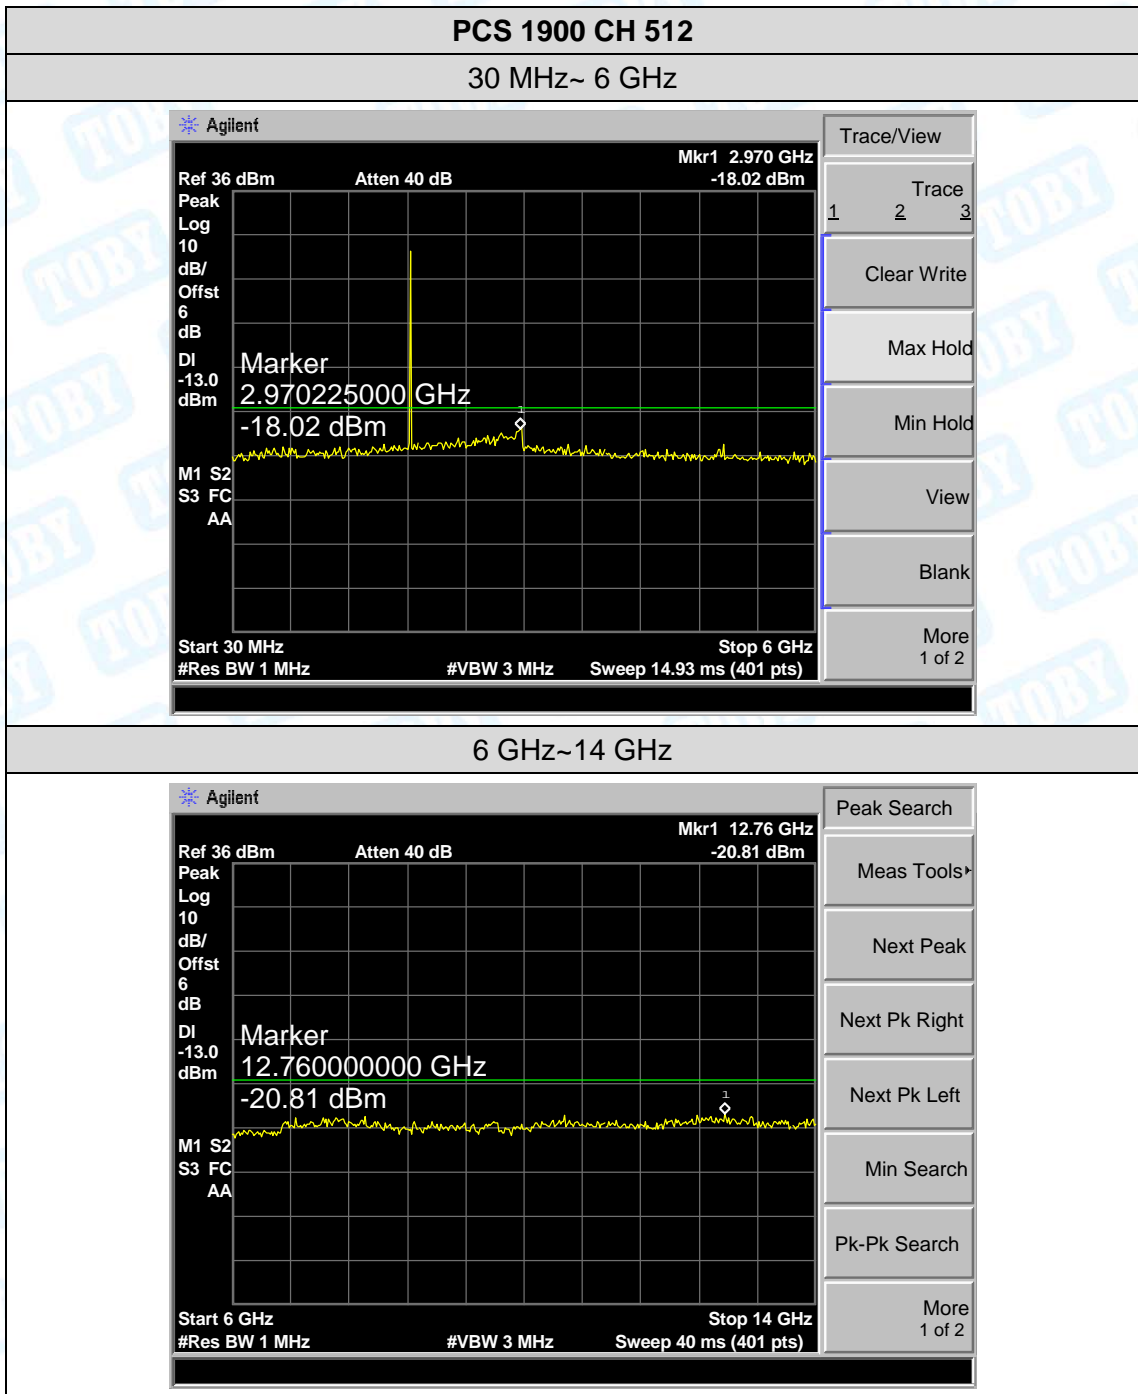 PCS 1900 CH 512
30 MHz~ 6 GHz
Agilent
Trace/View
Mkr1 2.970 GHz
Ref 36 dBm Atten 40 dB -18.02 dBm
Peak
Log
10
dB/
Offst
6
dB
DI
-13.0
dBm
Marker
2.970225000 GHz
-18.02 dBm
1
M1 S2
S3 FC
AA
Start 30 MHz Stop 6 GHz
#Res BW 1 MHz #VBW 3 MHz Sweep 14.93 ms (401 pts)
Trace
1 2 3
Clear Write
Max Hold
Min Hold
View
Blank
More
1 of 2
6 GHz~14 GHz
Agilent
Peak Search
Mkr1 12.76 GHz
Ref 36 dBm Atten 40 dB -20.81 dBm
Peak
Log
10
dB/
Offst
6
dB
DI
-13.0
dBm
Marker
12.760000000 GHz
-20.81 dBm
1
M1 S2
S3 FC
AA
Start 6 GHz Stop 14 GHz
#Res BW 1 MHz #VBW 3 MHz Sweep 40 ms (401 pts)
Meas Tools
Next Peak
Next Pk Right
Next Pk Left
Min Search
Pk-Pk Search
More
1 of 2
TOBY